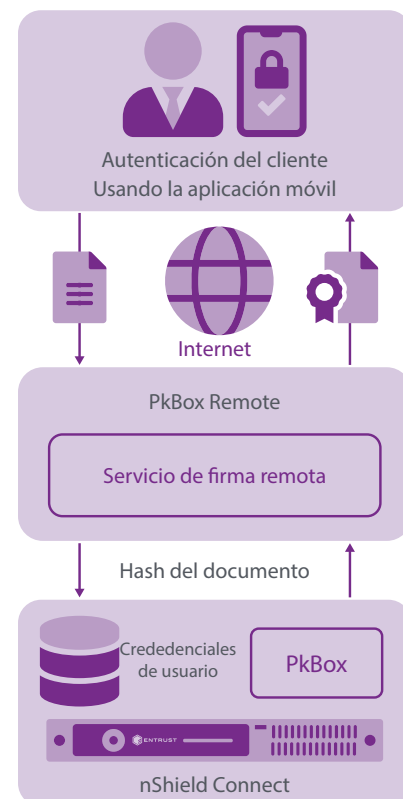 Autenticación del cliente
Usando la aplicación móvil
Internet
PkBox Remote
Servicio de firma remota
Hash del documento
Crededenciales
de usuario
PkBox
ENTRUST
nShield Connect